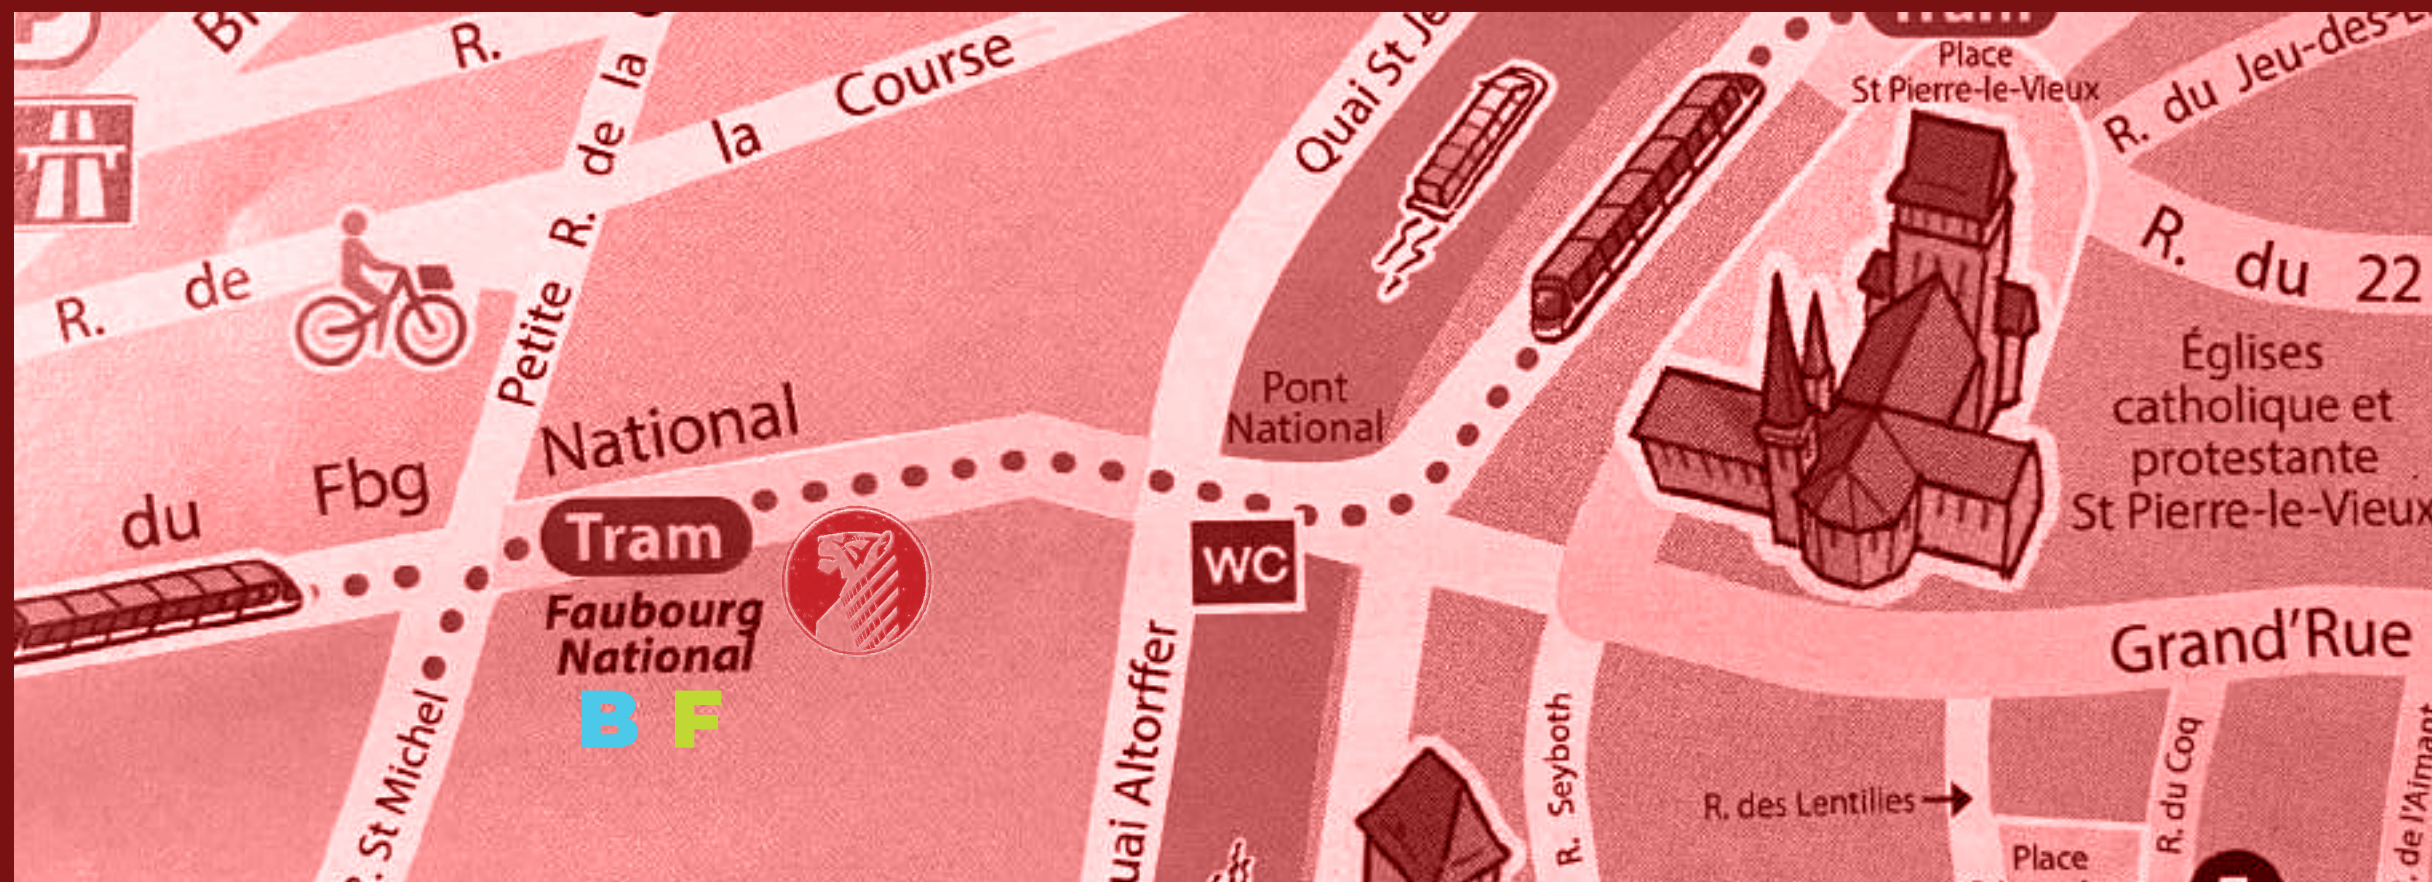 P
R.
R. de la Course
Petite R. de la
R.
du Fbg National
Tram
Faubourg
National
B F
St Michel
Quai St
Pont
National
WC
Altorffer
R. Seyboth
Tram
Place
St Pierre-le-Vieux
R. du Jeu-des-
R. du 22
Églises
catholique et
protestante
St Pierre-le-Vieux
Grand'Rue
R. des Lentilles
R. du Coq
de l'Aimant
Place